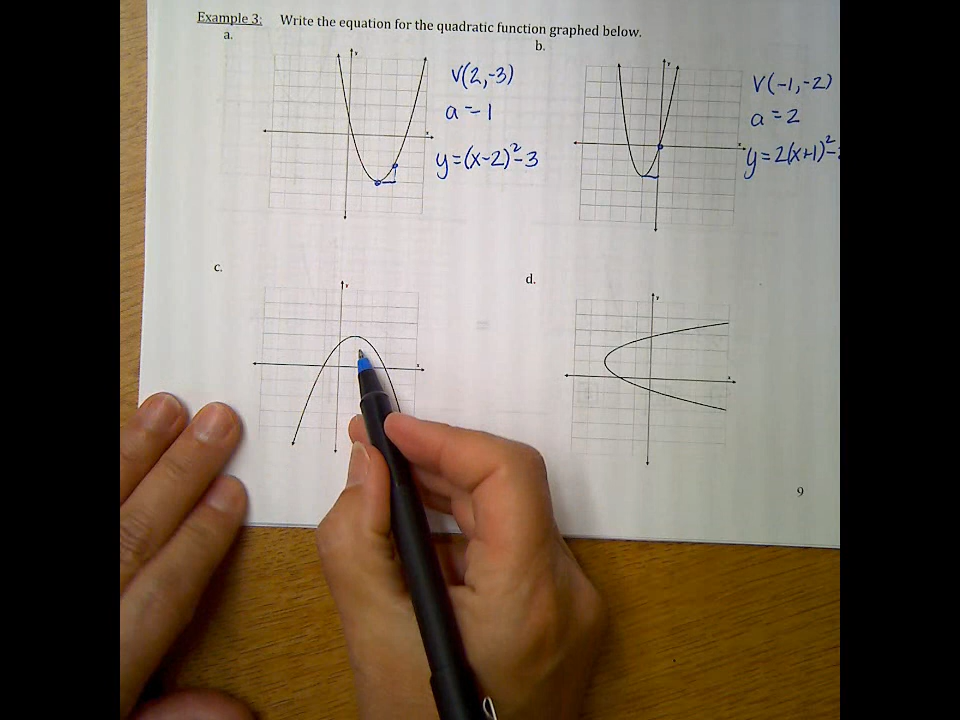 Example 3: Write the equation for the quadratic function graphed below.
a.
b.
y
V(2,-3)
a=1
x
y=(x-2)²-3
y
V(-1,-2)
a=2
x
y=2(x+1)²-
c.
d.
y
x
y
x
9